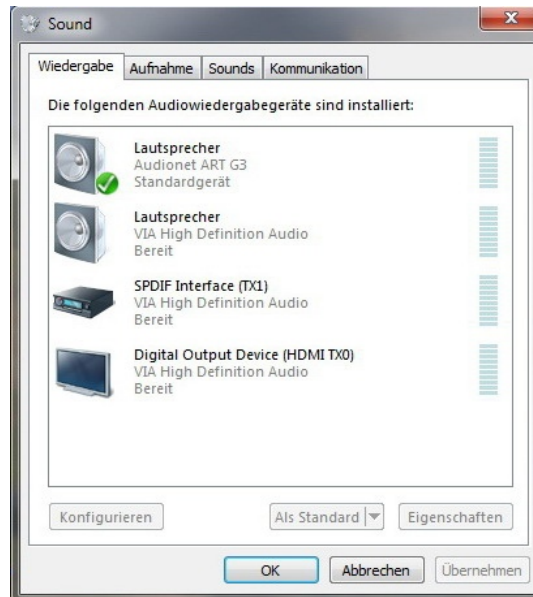 Sound
Wiedergabe Aufnahme Sounds Kommunikation
Die folgenden Audiowiedergabegeräte sind installiert:
Lautsprecher
Audionet ART G3
Standardgerät
Lautsprecher
VIA High Definition Audio
Bereit
SPDIF Interface (TX1)
VIA High Definition Audio
Bereit
Digital Output Device (HDMI TX0)
VIA High Definition Audio
Bereit
Konfigurieren Als Standard Eigenschaften
OK Abbrechen Übernehmen